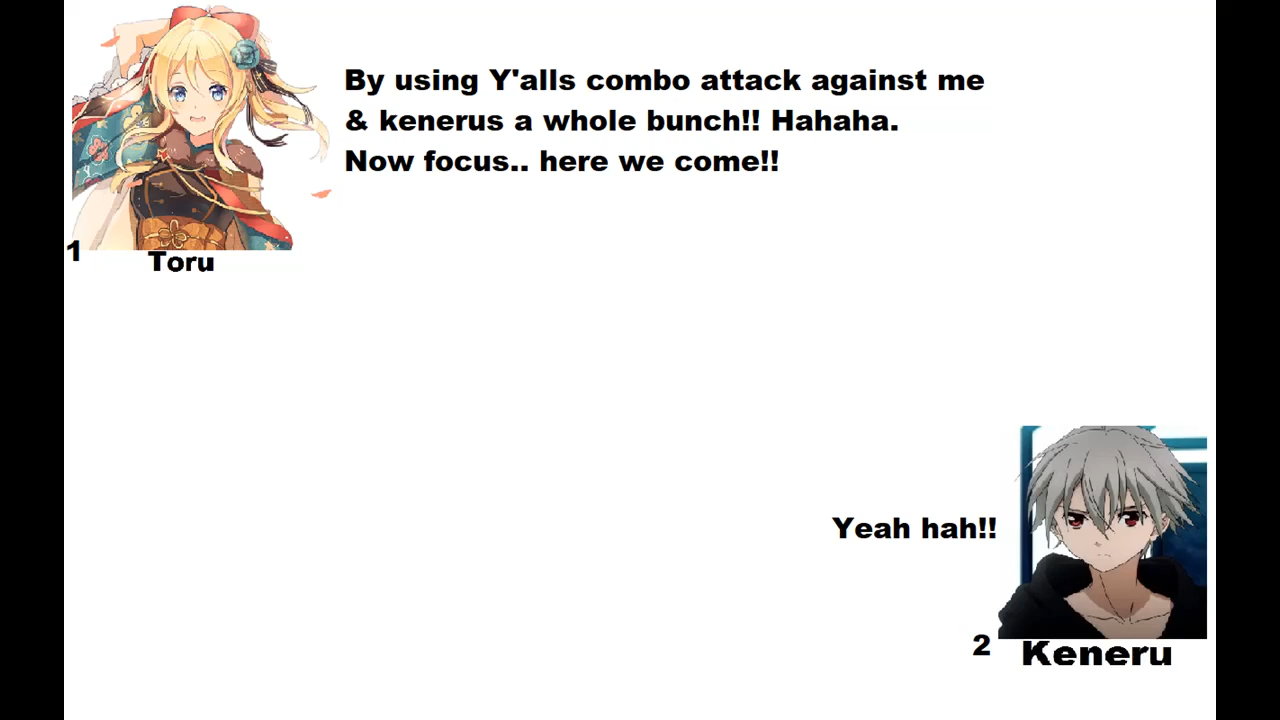 By using Y'alls combo attack against me
& kenerus a whole bunch!! Hahaha.
Now focus.. here we come!!
1
Toru
Yeah hah!!
2
Keneru